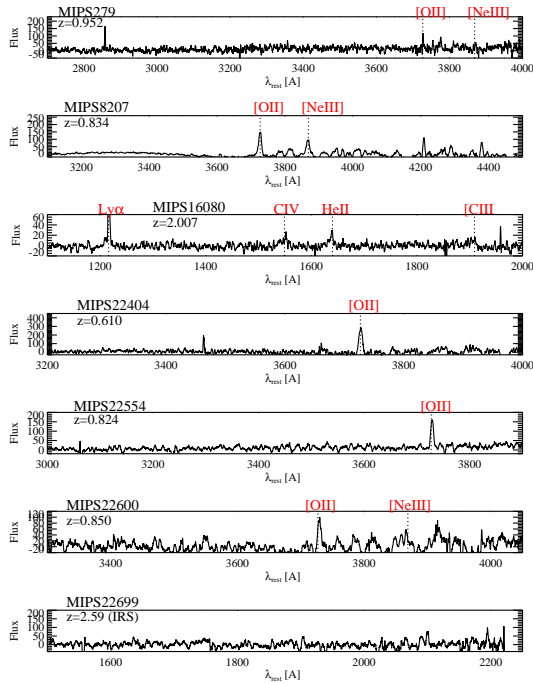 MIPS279
[OII]
[NeIII]
z=0.952
Flux
200
150
100
50
0
-50
2800 3000 3200 3400 3600 3800 4000
λrest [A]
MIPS8207
[OII]
[NeIII]
z=0.834
Flux
250
200
150
100
50
0
3200 3400 3600 3800 4000 4200 4400
λrest [A]
Lyα
MIPS16080
CIV
HeII
[CIII
z=2.007
Flux
60
40
20
0
-20
1200 1400 1600 1800 2000
λrest [A]
MIPS22404
[OII]
z=0.610
Flux
400
300
200
100
0
3200 3400 3600 3800 4000
λrest [A]
MIPS22554
[OII]
z=0.824
Flux
200
150
100
50
0
3000 3200 3400 3600 3800
λrest [A]
MIPS22600
[OII]
[NeIII]
z=0.850
Flux
120
100
80
60
40
20
0
-20
3400 3600 3700 3800 3900 4000
λrest [A]
MIPS22699
z=2.59 (IRS)
Flux
200
150
100
50
0
1600 1800 2000 2200
λrest [A]